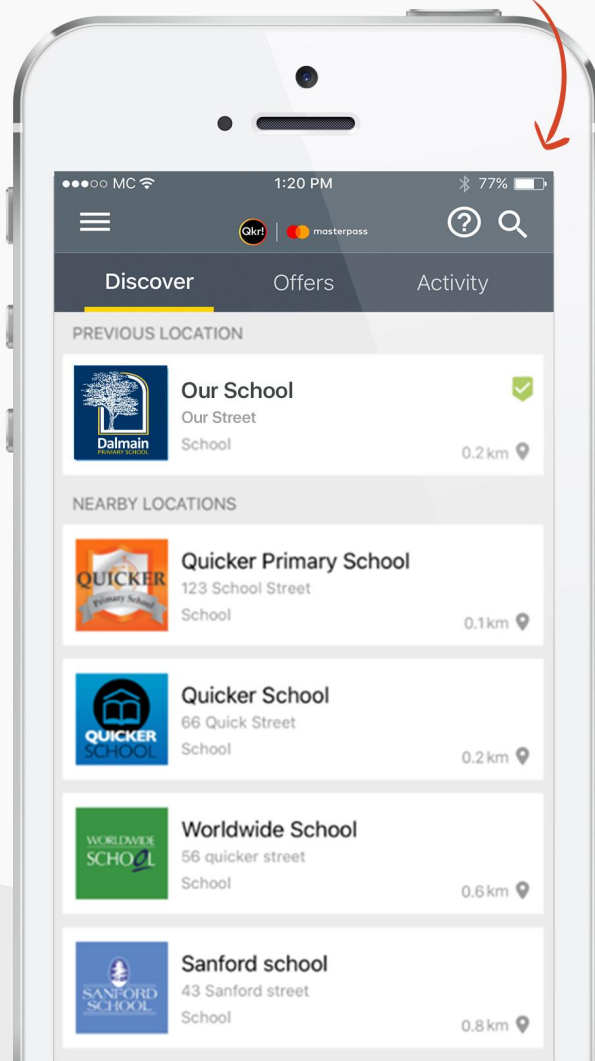 MC
1:20 PM
77%
Qkr!
masterpass
Discover
Offers
Activity
PREVIOUS LOCATION
Dalmain
PRIMARY SCHOOL
Our School
Our Street
School
0.2 km
NEARBY LOCATIONS
QUICKER
Primary School
Quicker Primary School
123 School Street
School
0.1 km
QUICKER
SCHOOL
Quicker School
66 Quick Street
School
0.2 km
WORLDWIDE
SCHOOL
Worldwide School
56 quicker street
School
0.6 km
SANFORD
SCHOOL
Sanford school
43 Sanford street
School
0.8 km